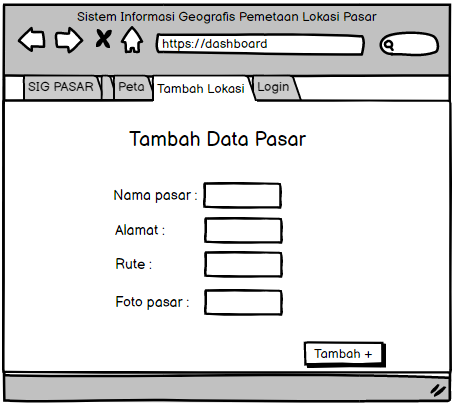 Sistem Informasi Geografis Pemetaan Lokasi Pasar
https://dashboard
SIG PASAR Peta Tambah Lokasi Login
Tambah Data Pasar
Nama pasar :
Alamat :
Rute :
Foto pasar :
Tambah +